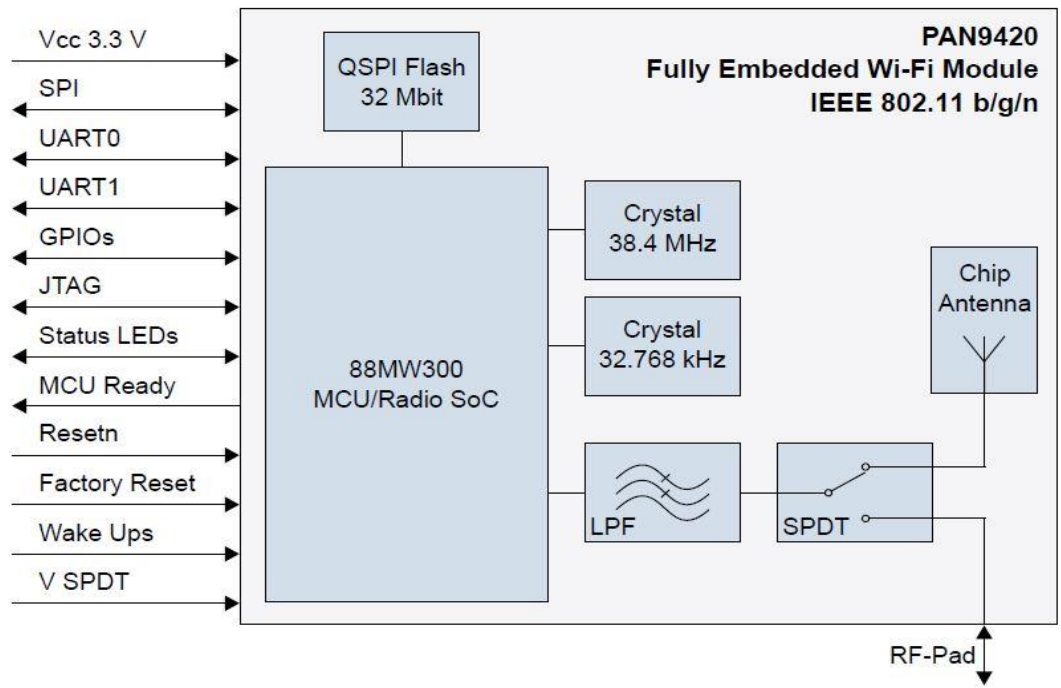 Vcc 3.3 V
SPI
UART0
UART1
GPIOs
JTAG
Status LEDs
MCU Ready
Resetn
Factory Reset
Wake Ups
V SPDT
PAN9420
Fully Embedded Wi-Fi Module
IEEE 802.11 b/g/n
QSPI Flash
32 Mbit
88MW300
MCU/Radio SoC
Crystal
38.4 MHz
Crystal
32.768 kHz
LPF
SPDT
Chip
Antenna
RF-Pad